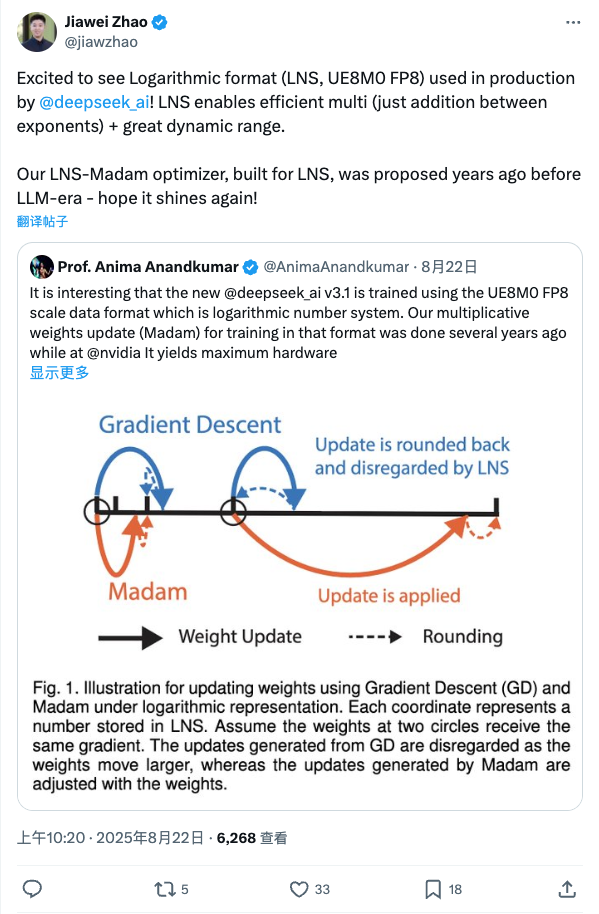 Jiawei Zhao
@jiawzhao
Excited to see Logarithmic format (LNS, UE8M0 FP8) used in production
by @deepseek_ai! LNS enables efficient multi (just addition between
exponents) + great dynamic range.
Our LNS-Madam optimizer, built for LNS, was proposed years ago before
LLM-era - hope it shines again!
翻译帖子
Prof. Anima Anandkumar @AnimaAnandkumar · 8月22日
It is interesting that the new @deepseek_ai v3.1 is trained using the UE8M0 FP8
scale data format which is logarithmic number system. Our multiplicative
weights update (Madam) for training in that format was done several years ago
while at @nvidia It yields maximum hardware
显示更多
Gradient Descent
Update is rounded back
and disregarded by LNS
Madam
Update is applied
Weight Update
Rounding
Fig. 1. Illustration for updating weights using Gradient Descent (GD) and
Madam under logarithmic representation. Each coordinate represents a
number stored in LNS. Assume the weights at two circles receive the
same gradient. The updates generated from GD are disregarded as the
weights move larger, whereas the updates generated by Madam are
adjusted with the weights.
上午10:20 · 2025年8月22日 · 6,268 查看
5 33 18